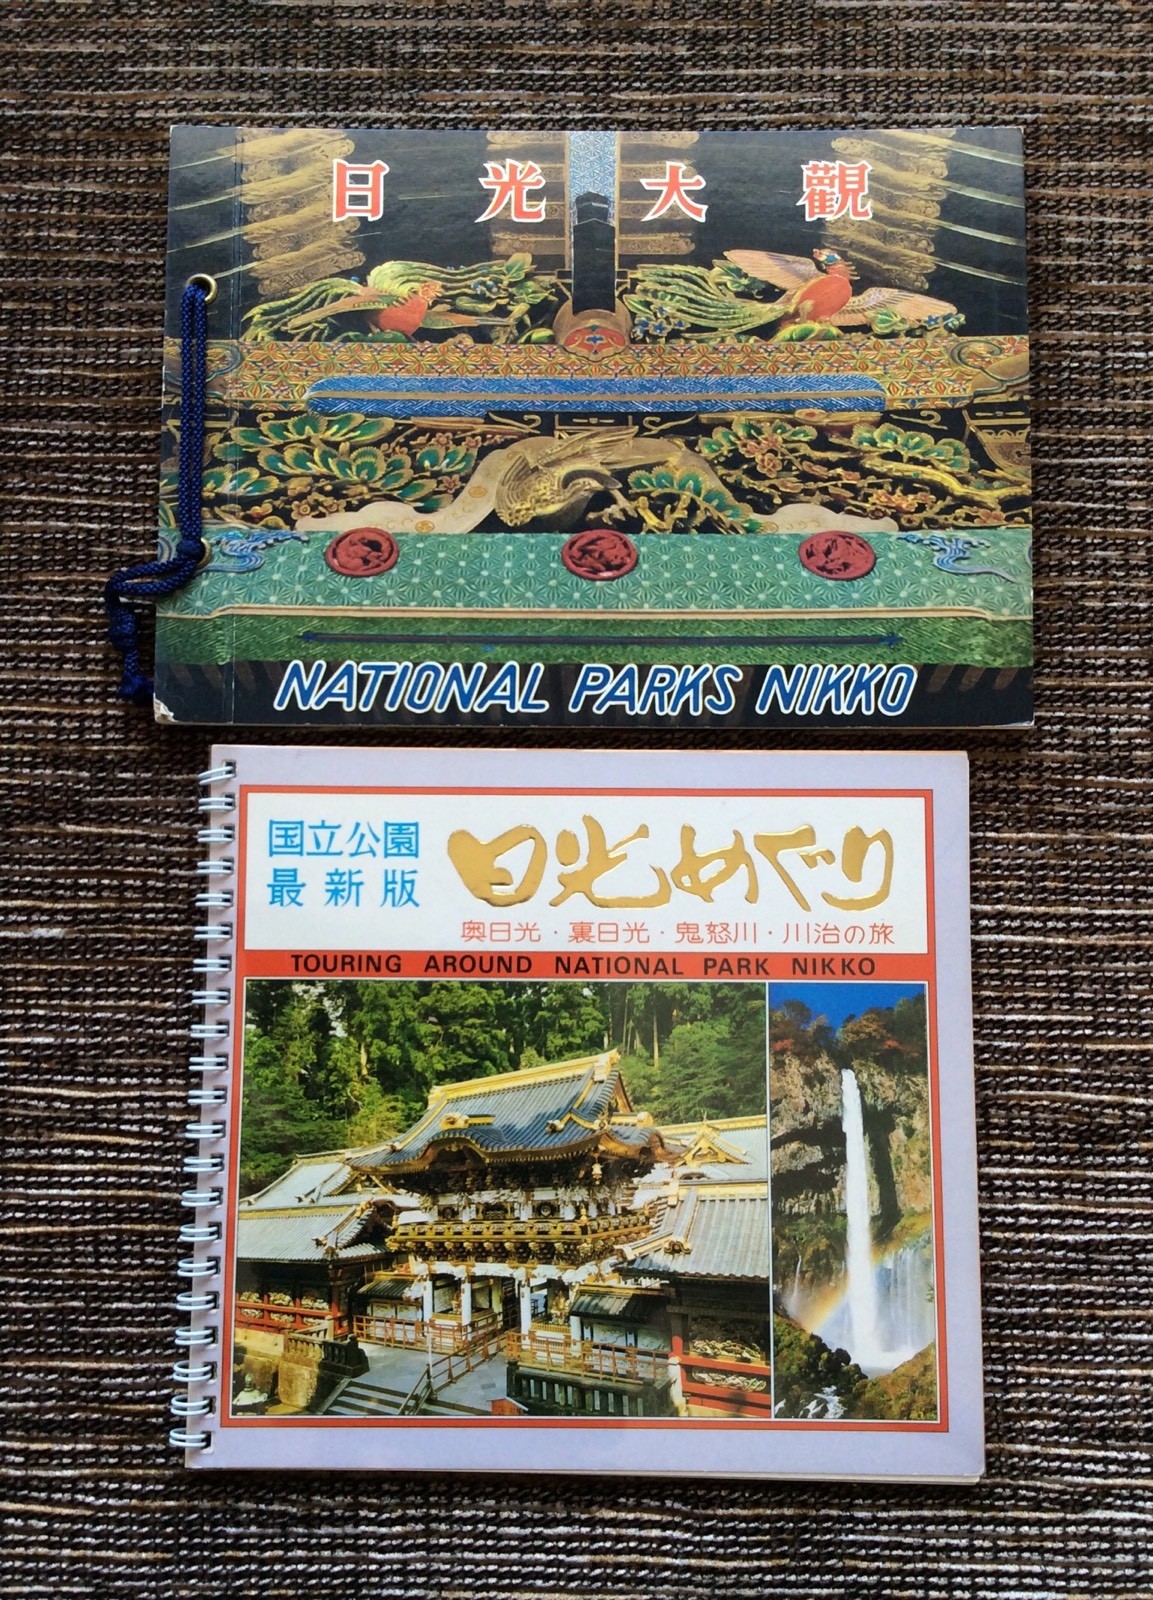 日光大觀
NATIONAL PARKS NIKKO
国立公園
最新版
日光めぐり
奥日光・裏日光・鬼怒川・川治の旅
TOURING AROUND NATIONAL PARK NIKKO